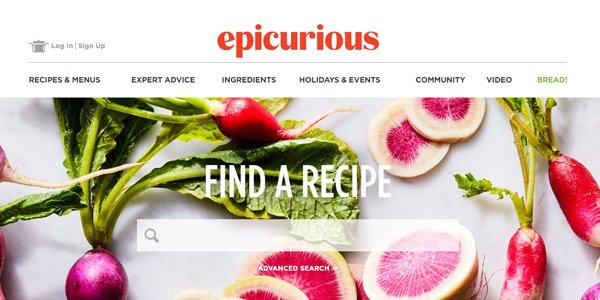 epicurious
Log In | Sign Up
RECIPES & MENUS EXPERT ADVICE INGREDIENTS HOLIDAYS & EVENTS COMMUNITY VIDEO BREAD!
FIND A RECIPE
ADVANCED SEARCH